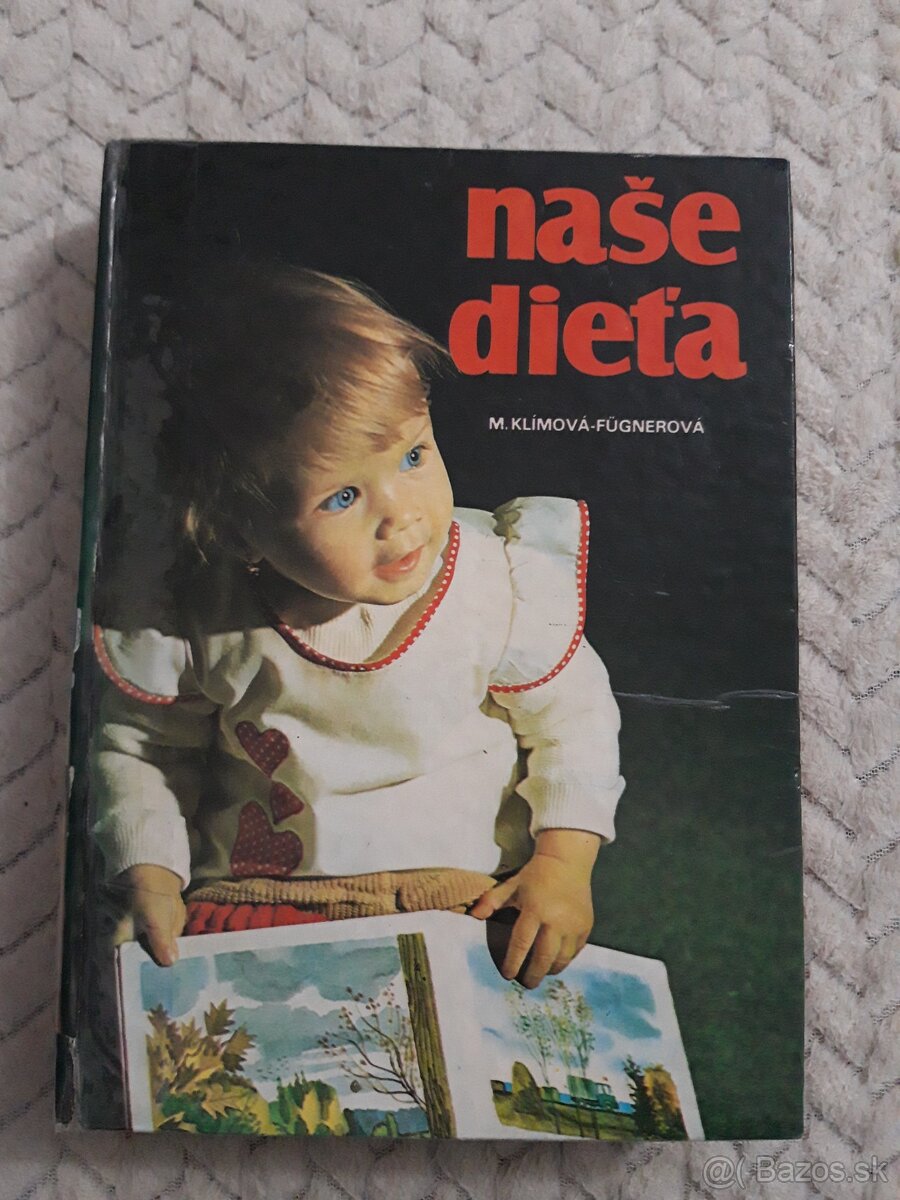 naše
dieťa
M. KLÍMOVÁ-FÜGNEROVÁ
@( Bazos.sk